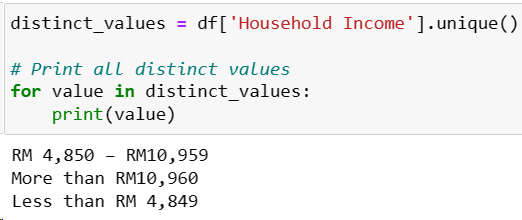 distinct_values = df['Household Income'].unique()
# Print all distinct values
for value in distinct_values:
    print(value)
RM 4,850 – RM10,959
More than RM10,960
Less than RM 4,849